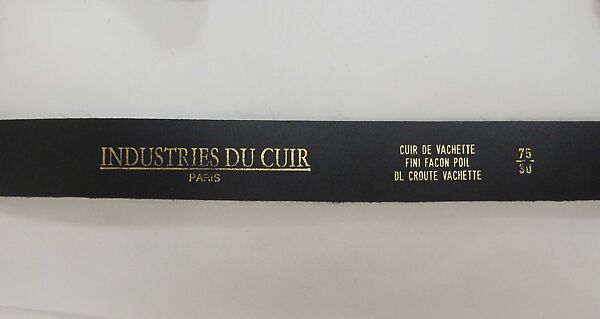 INDUSTRIES DU CUIR
PARIS
CUIR DE VACHETTE
FINI FACON POIL
DL CROUTE VACHETTE
75
30